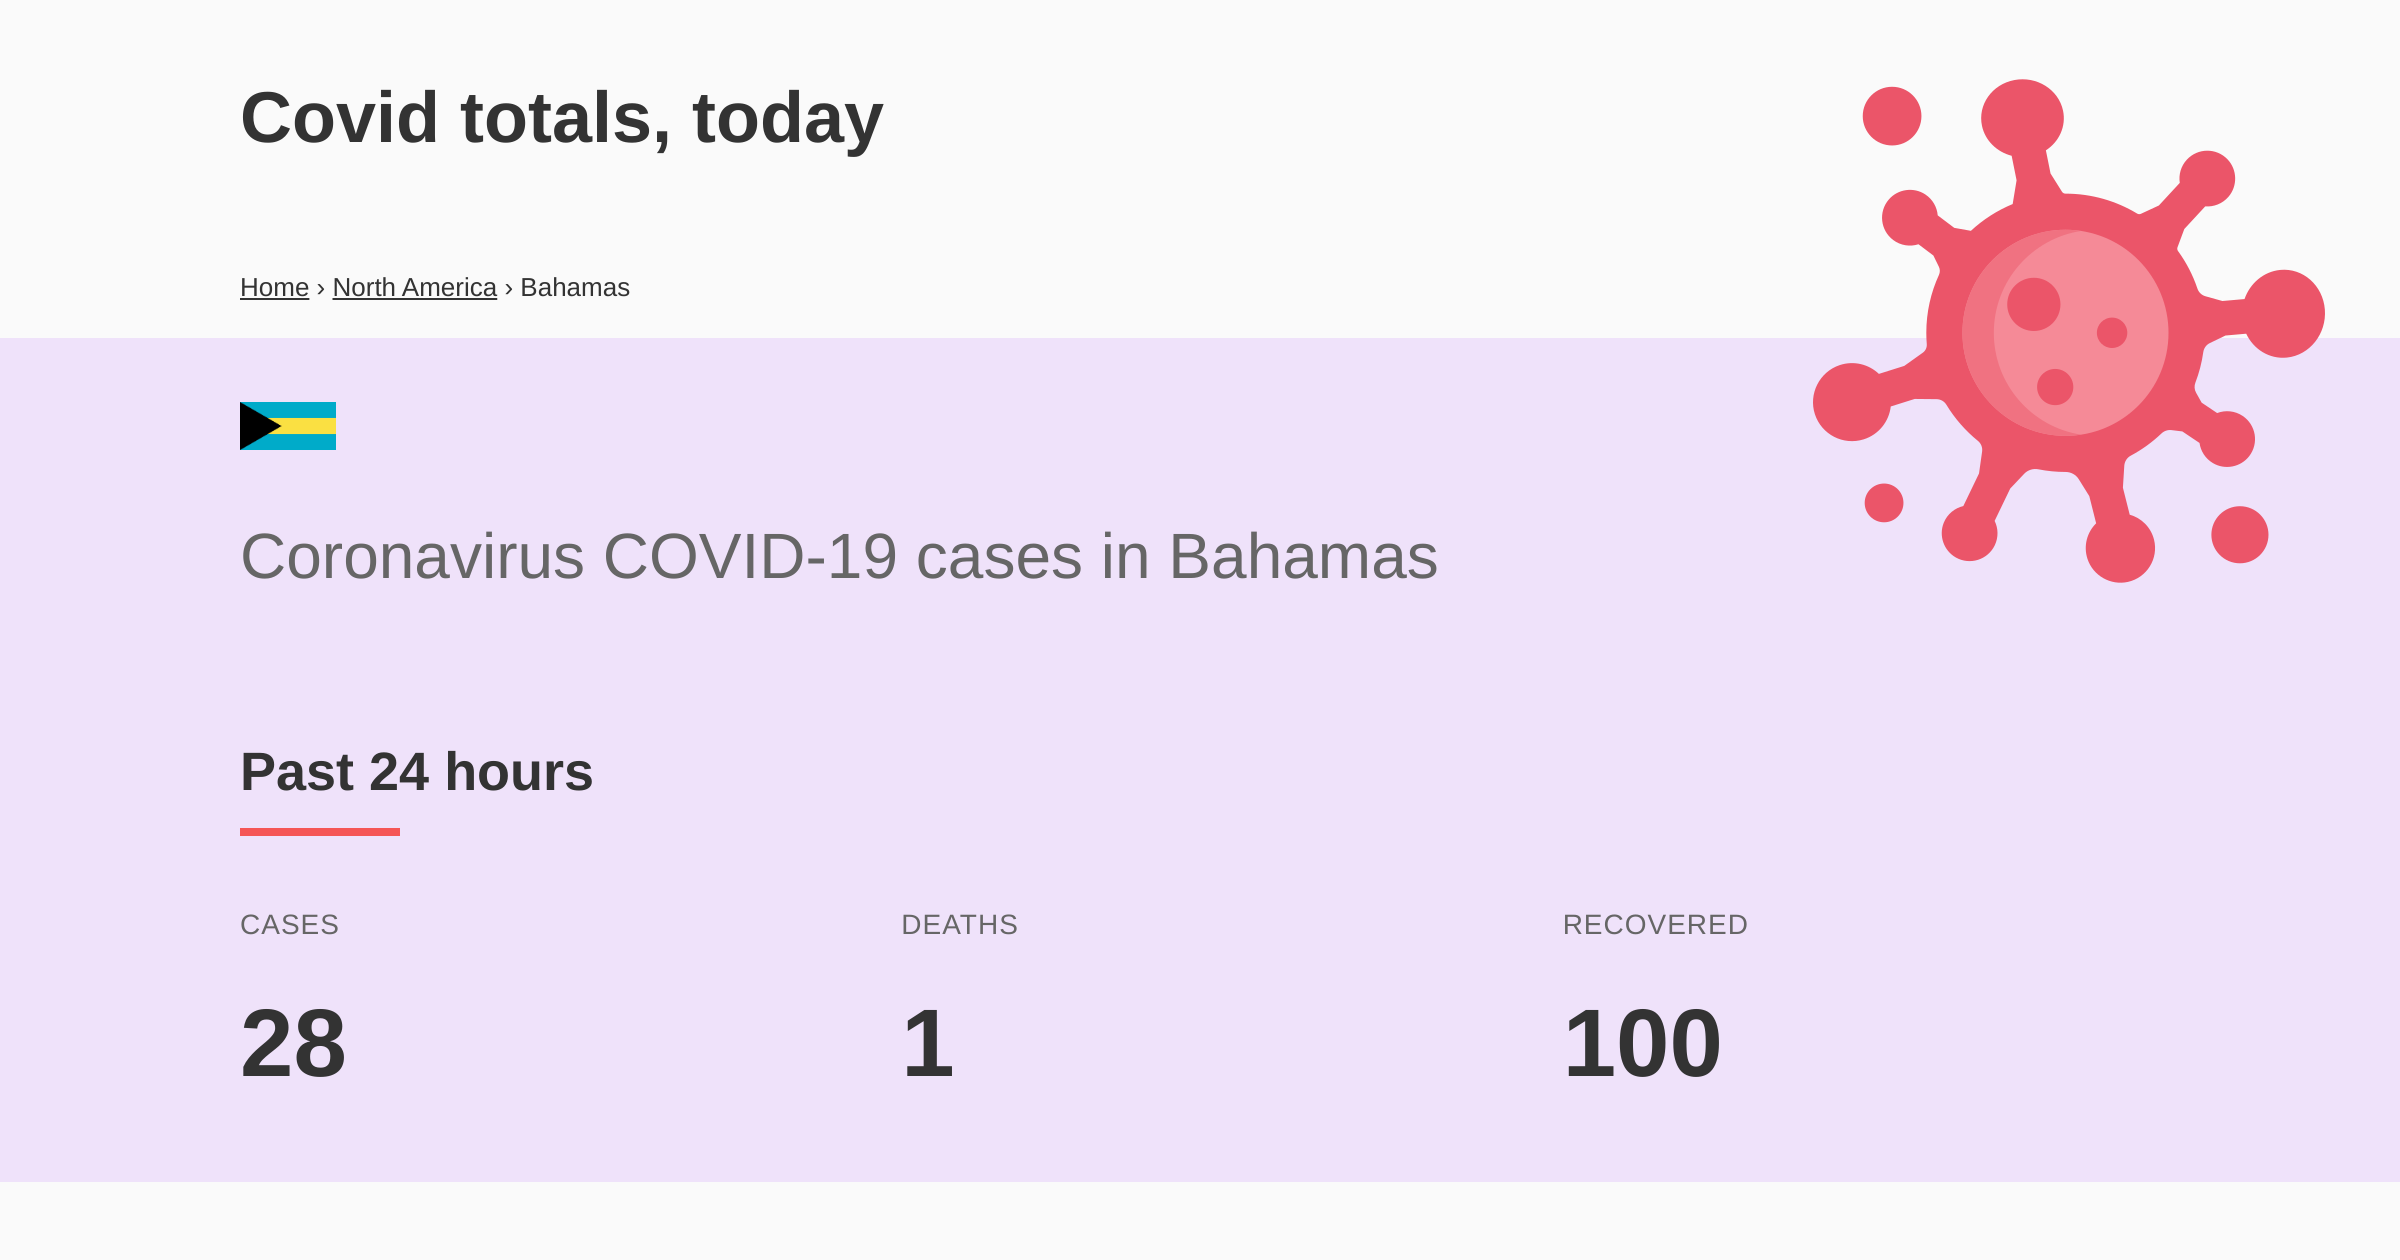 Covid totals, today
Home › North America › Bahamas
Coronavirus COVID-19 cases in Bahamas
Past 24 hours
CASES DEATHS RECOVERED
28 1 100